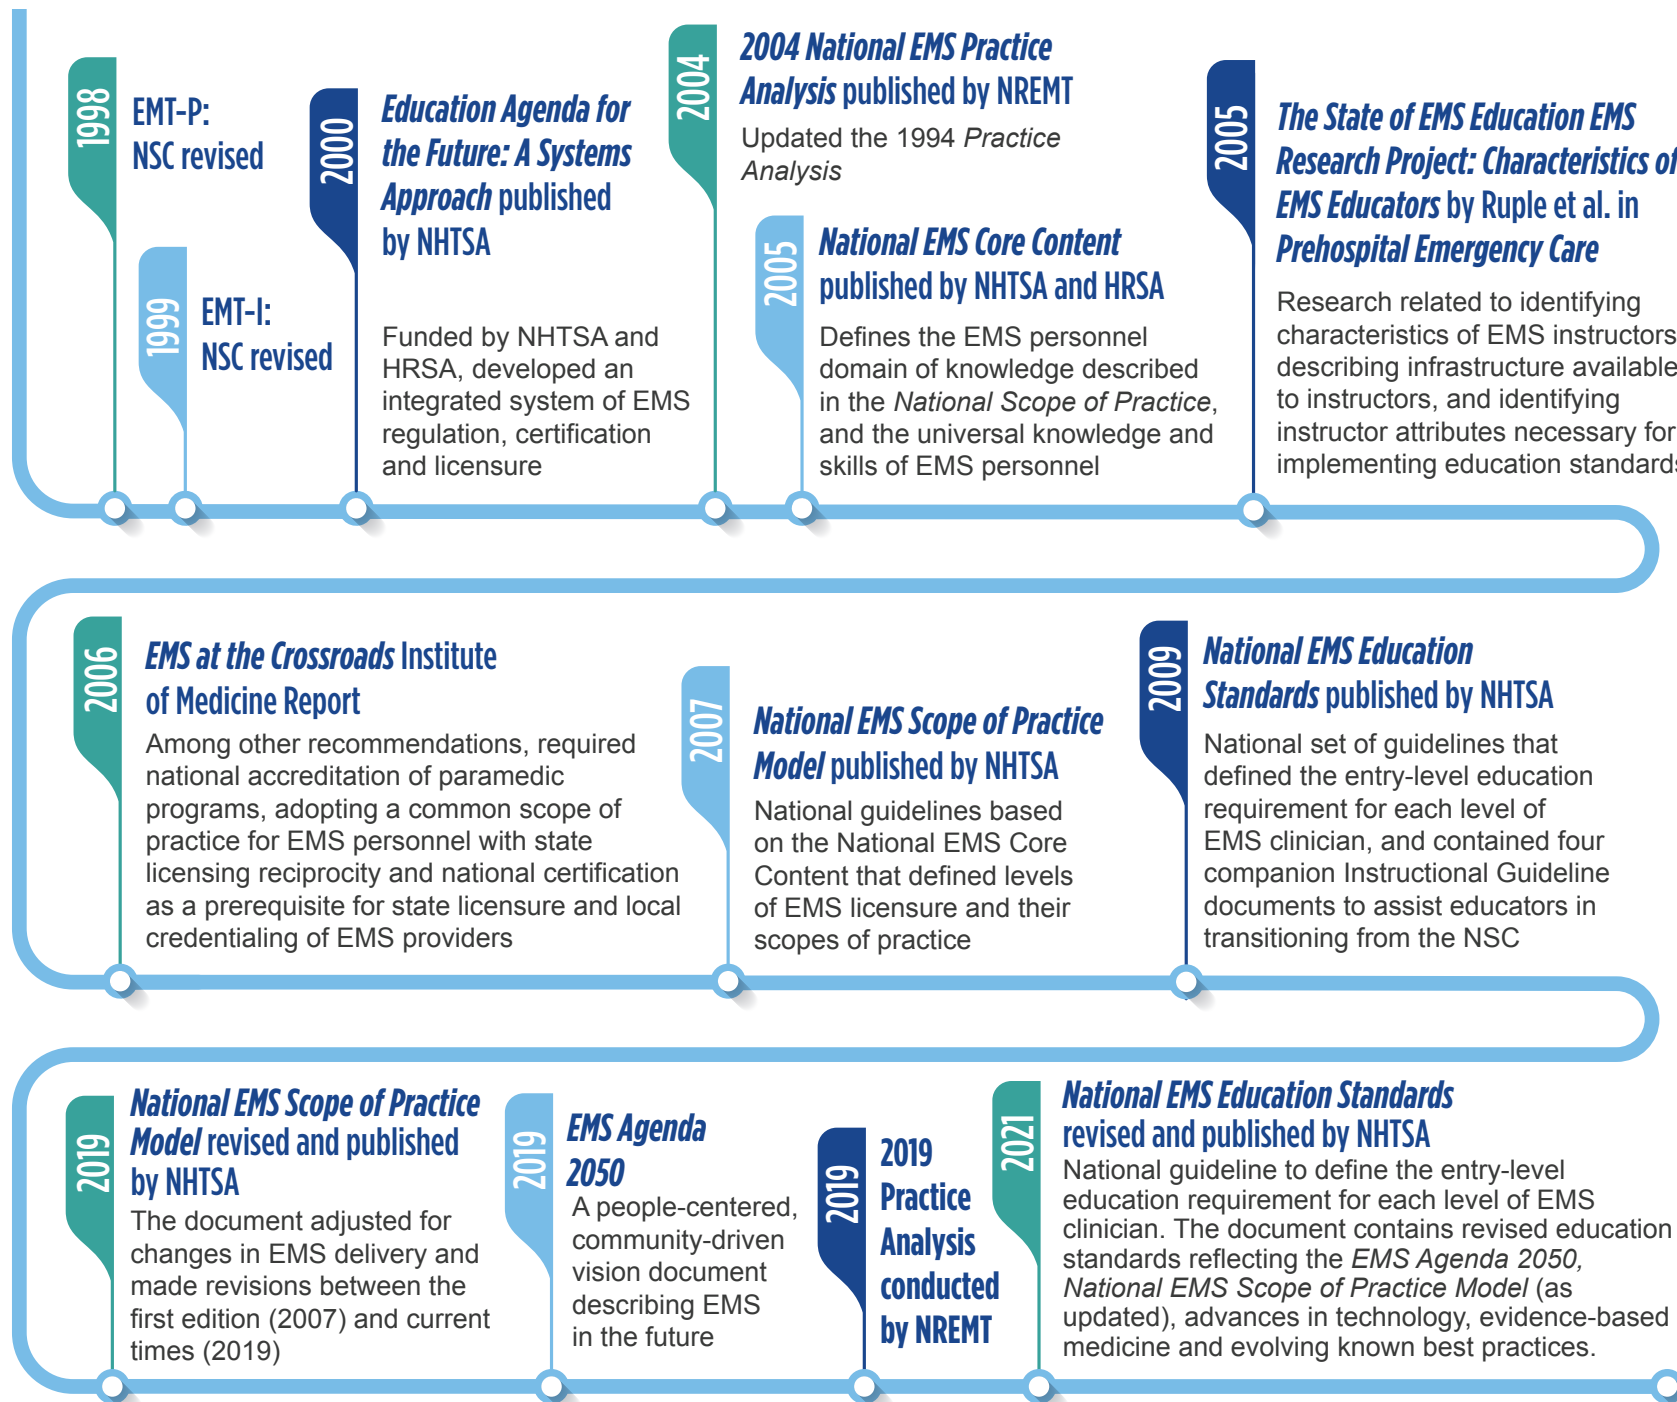 1998
EMT-P:
NSC revised
1999
EMT-I:
NSC revised
2000
Education Agenda for
the Future: A Systems
Approach published
by NHTSA
Funded by NHTSA and
HRSA, developed an
integrated system of EMS
regulation, certification
and licensure
2004
2004 National EMS Practice
Analysis published by NREMT
Updated the 1994 Practice
Analysis
2005
National EMS Core Content
published by NHTSA and HRSA
Defines the EMS personnel
domain of knowledge described
in the National Scope of Practice,
and the universal knowledge and
skills of EMS personnel
2005
The State of EMS Education EMS
Research Project: Characteristics of
EMS Educators by Ruple et al. in
Prehospital Emergency Care
Research related to identifying
characteristics of EMS instructors
describing infrastructure available
to instructors, and identifying
instructor attributes necessary for
implementing education standards
2006
EMS at the Crossroads Institute
of Medicine Report
Among other recommendations, required
national accreditation of paramedic
programs, adopting a common scope of
practice for EMS personnel with state
licensing reciprocity and national certification
as a prerequisite for state licensure and local
credentialing of EMS providers
2007
National EMS Scope of Practice
Model published by NHTSA
National guidelines based
on the National EMS Core
Content that defined levels
of EMS licensure and their
scopes of practice
2009
National EMS Education
Standards published by NHTSA
National set of guidelines that
defined the entry-level education
requirement for each level of
EMS clinician, and contained four
companion Instructional Guideline
documents to assist educators in
transitioning from the NSC
2019
National EMS Scope of Practice
Model revised and published
by NHTSA
The document adjusted for
changes in EMS delivery and
made revisions between the
first edition (2007) and current
times (2019)
2019
EMS Agenda
2050
A people-centered,
community-driven
vision document
describing EMS
in the future
2019
2019
Practice
Analysis
conducted
by NREMT
2021
National EMS Education Standards
revised and published by NHTSA
National guideline to define the entry-level
education requirement for each level of EMS
clinician. The document contains revised education
standards reflecting the EMS Agenda 2050,
National EMS Scope of Practice Model (as
updated), advances in technology, evidence-based
medicine and evolving known best practices.